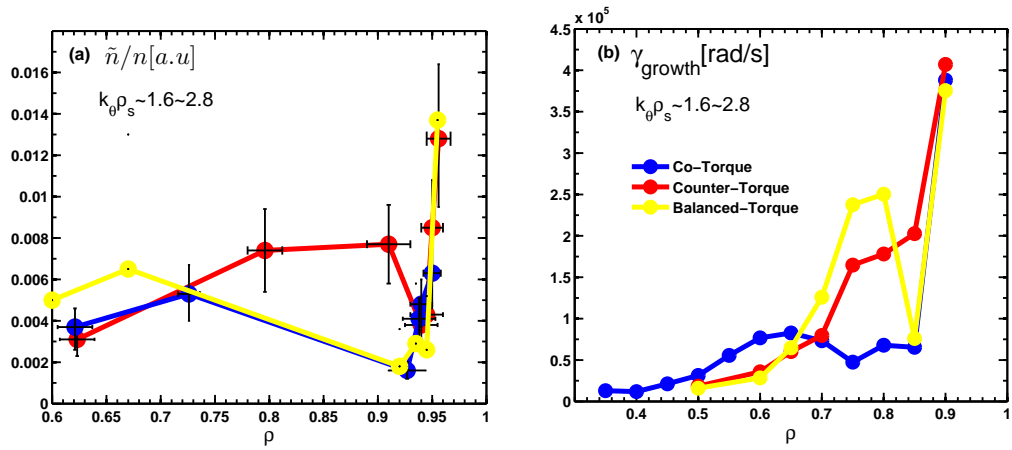 (a) ñ/n[a.u]
k_θρ_s~1.6~2.8
0.016
0.014
0.012
0.01
0.008
0.006
0.004
0.002
0
0.6 0.65 0.7 0.75 0.8 0.85 0.9 0.95 1
ρ
x 10^5
(b) γ_growth[rad/s]
k_θρ_s~1.6~2.8
Co-Torque
Counter-Torque
Balanced-Torque
4.5
4
3.5
3
2.5
2
1.5
1
0.5
0
0.4 0.5 0.6 0.7 0.8 0.9 1
ρ